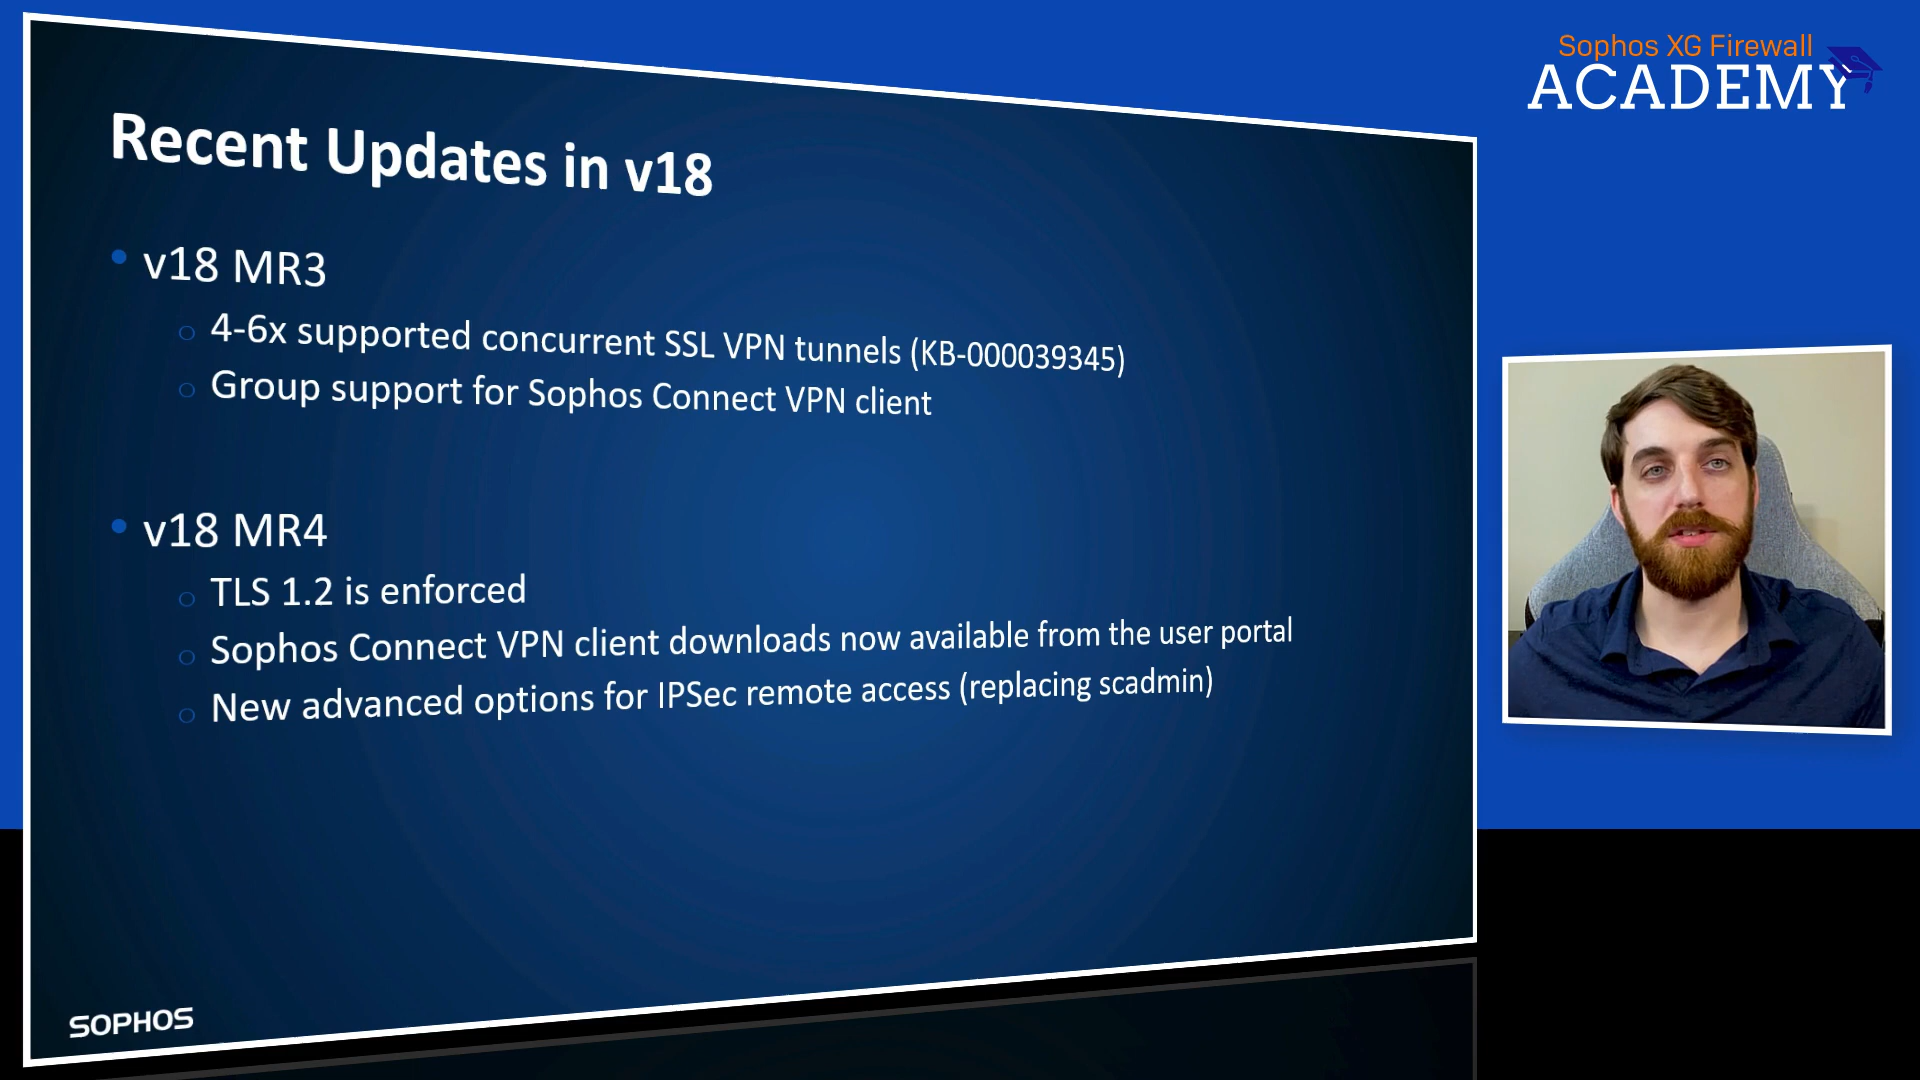 Sophos XG Firewall
ACADEMY
Recent Updates in v18
• v18 MR3
○ 4-6x supported concurrent SSL VPN tunnels (KB-000039345)
○ Group support for Sophos Connect VPN client
• v18 MR4
○ TLS 1.2 is enforced
○ Sophos Connect VPN client downloads now available from the user portal
○ New advanced options for IPSec remote access (replacing scadmin)
SOPHOS